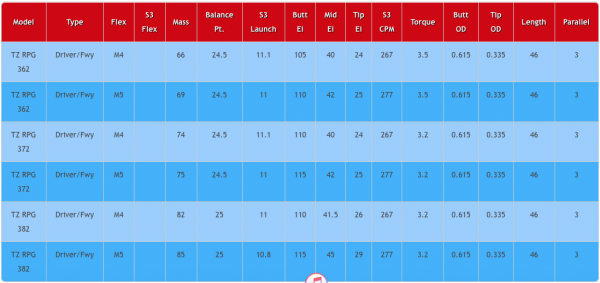 Model Type Flex S3 Flex Mass Balance Pt. S3 Launch Butt EI Mid EI Tip EI S3 CPM Torque Butt OD Tip OD Length Parallel
TZ RPG 362 Driver/Fwy M4 66 24.5 11.1 105 40 24 267 3.5 0.615 0.335 46 3
TZ RPG 362 Driver/Fwy M5 69 24.5 11 110 42 25 277 3.5 0.615 0.335 46 3
TZ RPG 372 Driver/Fwy M4 74 24.5 11.1 110 40 24 267 3.2 0.615 0.335 46 3
TZ RPG 372 Driver/Fwy M5 75 24.5 11 115 42 25 277 3.2 0.615 0.335 46 3
TZ RPG 382 Driver/Fwy M4 82 25 11 110 41.5 26 267 3.2 0.615 0.335 46 3
TZ RPG 382 Driver/Fwy M5 85 25 10.8 115 45 29 277 3.2 0.615 0.335 46 3